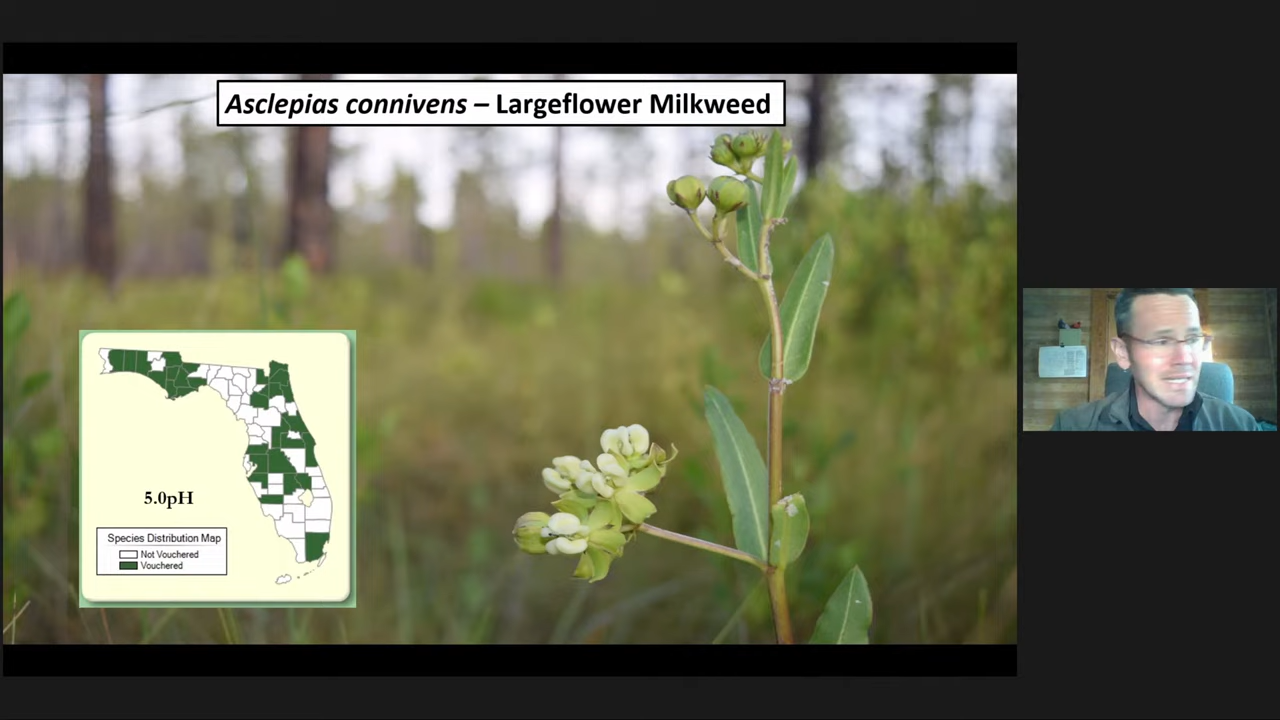 Asclepias connivens – Largeflower Milkweed
5.0pH
Species Distribution Map
Not Vouchered
Vouchered